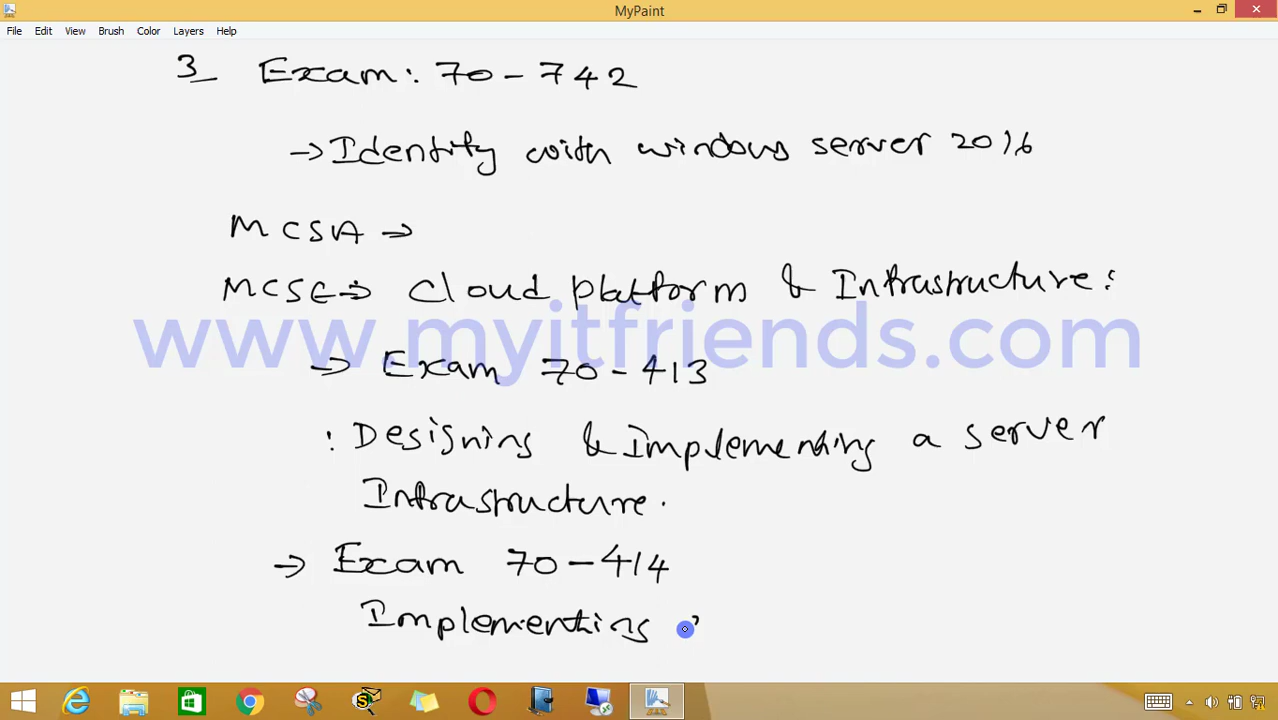 MyPaint
File Edit View Brush Color Layers Help
3 Exam: 70-742
→ Identity with windows server 2016
MCSA →
MCSE → Cloud platform & Infrastructure:
www.myitfriends.com
→ Exam 70-413
: Designing & Implementing a server
Infrastructure.
→ Exam 70-414
Implementing